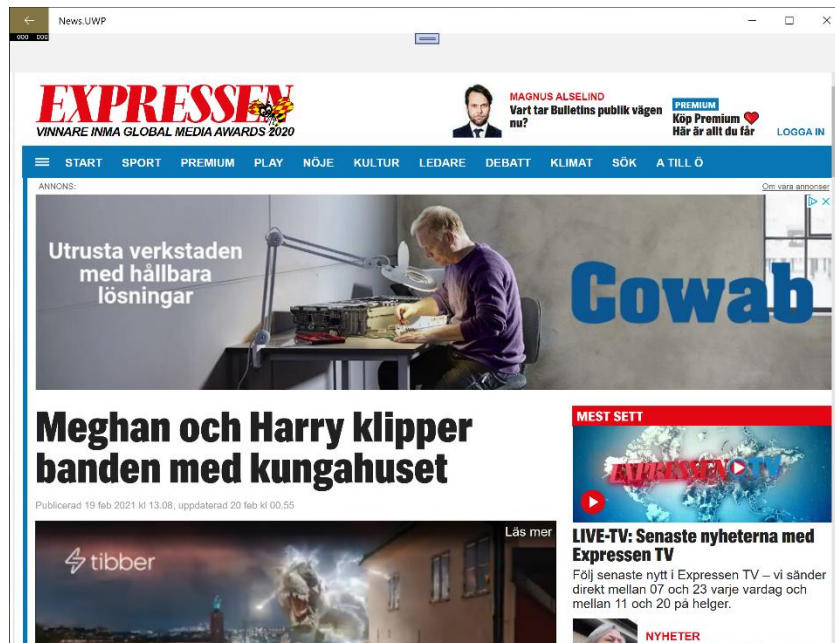 News.UWP
000 000
EXPRESSEN
VINNARE INMA GLOBAL MEDIA AWARDS 2020
MAGNUS ALSELIND
Vart tar Bulletins publik vägen
nu?
PREMIUM
Köp Premium
Här är allt du får
LOGGA IN
START SPORT PREMIUM PLAY NÖJE KULTUR LEDARE DEBATT KLIMAT SÖK A TILL Ö
ANNONS:
Om våra annonser
Utrusta verkstaden
med hållbara
lösningar
Cowab
Meghan och Harry klipper
banden med kungahuset
Publicerad 19 feb 2021 kl 13.08, uppdaterad 20 feb kl 00.55
Läs mer
tibber
MEST SETT
EXPRESSEN TV
LIVE-TV: Senaste nyheterna med
Expressen TV
Följ senaste nytt i Expressen TV – vi sänder
direkt mellan 07 och 23 varje vardag och
mellan 11 och 20 på helger.
NYHETER